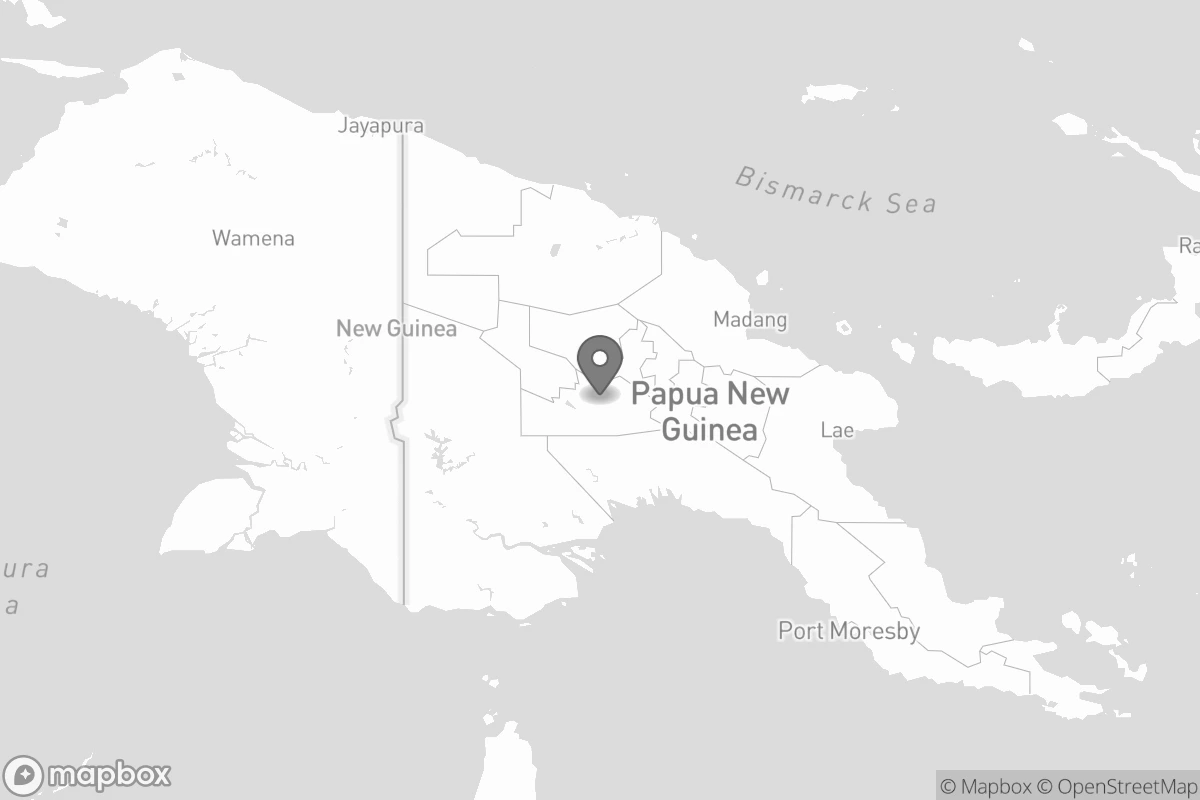 Jayapura
Bismarck Sea
Wamena
Ra
New Guinea
Madang
Papua New
Guinea
Lae
ura
a
Port Moresby
mapbox
© Mapbox © OpenStreetMap